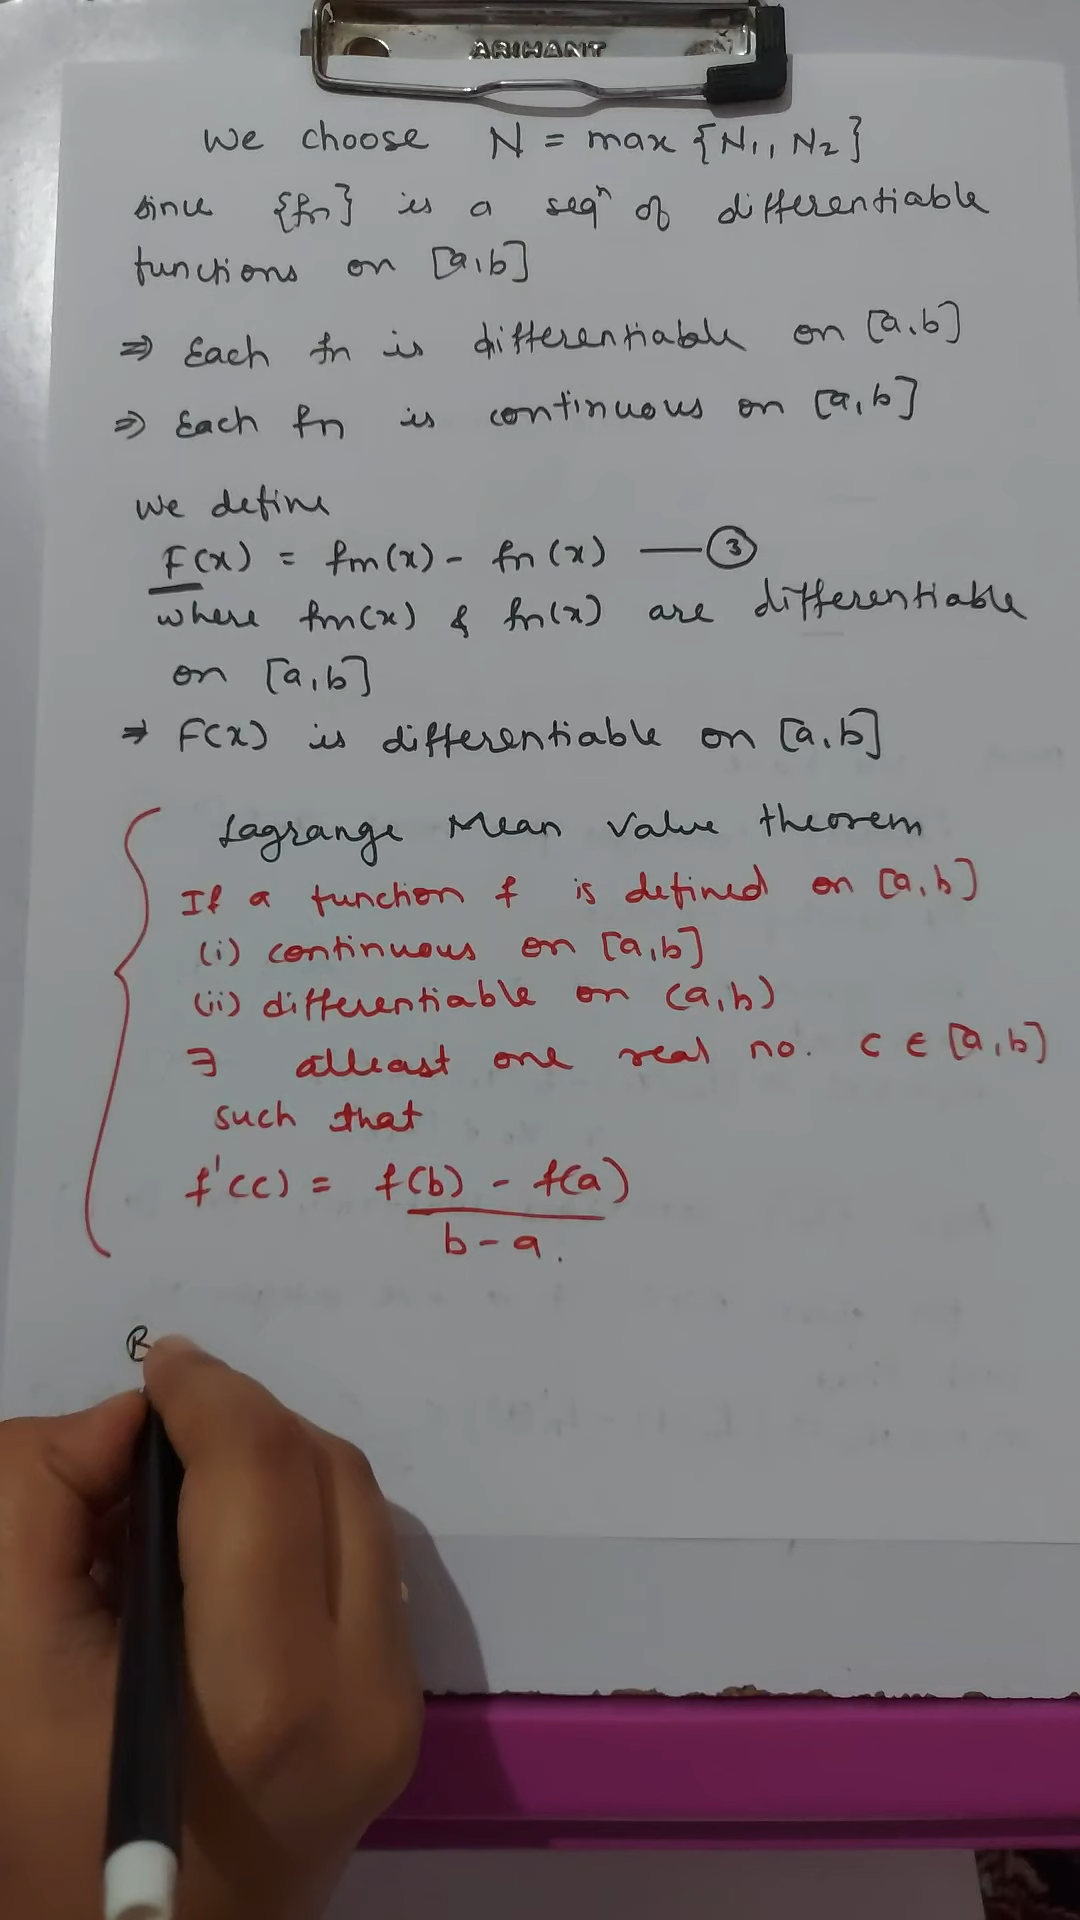 ARIHANT
We choose N = max {N1, N2}
since {fn} is a seqⁿ of differentiable
functions on [a,b]
⇒ Each fn is differentiable on [a,b]
⇒ Each fn is continuous on [a,b]
We define
F(x) = fm(x) - fn(x) — ③
where fm(x) & fn(x) are differentiable
on [a,b]
⇒ F(x) is differentiable on [a,b]
Lagrange Mean Value theorem
If a function f is defined on [a,b]
(i) continuous on [a,b]
(ii) differentiable on (a,b)
∃ atleast one real no. c ∈ [a,b]
such that
f'(c) = f(b) - f(a)
b-a.
B